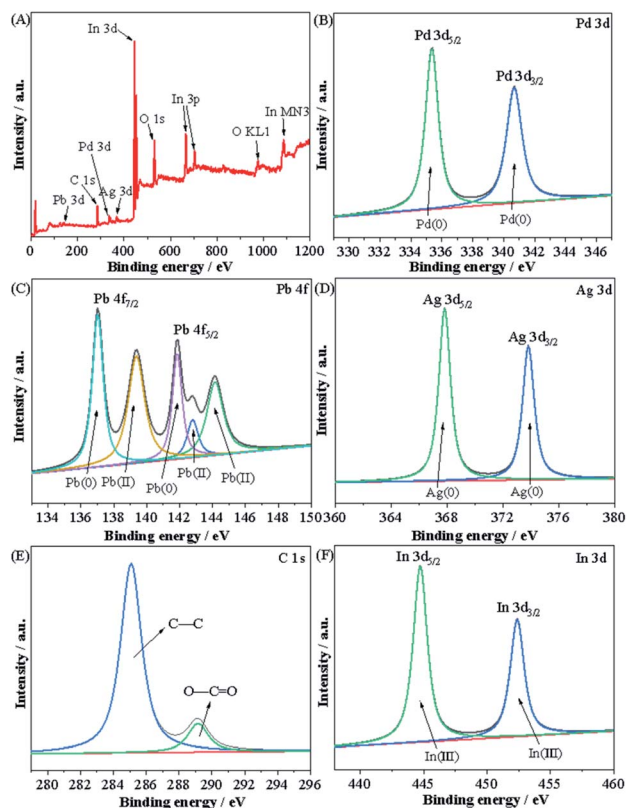 (A)
In 3d
In 3p
In MN3
O 1s
O KL1
Pd 3d
C 1s
Ag 3d
Pb 3d
Intensity / a.u.
0 200 400 600 800 1000 1200
Binding energy / eV
(B)
Pd 3d
Pd 3d5/2
Pd 3d3/2
Pd(0)
Pd(0)
Intensity / a.u.
330 332 334 336 338 340 342 344 346
Binding energy / eV
(C)
Pb 4f
Pb 4f7/2
Pb 4f5/2
Pb(0)
Pb(II)
Pb(0)
Pb(II)
Pb(II)
Intensity / a.u.
134 136 138 140 142 144 146 148 150
Binding energy / eV
(D)
Ag 3d
Ag 3d5/2
Ag 3d3/2
Ag(0)
Ag(0)
Intensity / a.u.
360 364 368 372 376 380
Binding energy / eV
(E)
C 1s
C—C
O—C=O
Intensity / a.u.
280 282 284 286 288 290 292 294 296
Binding energy / eV
(F)
In 3d
In 3d5/2
In 3d3/2
In(III)
In(III)
Intensity / a.u.
440 445 450 455 460
Binding energy / eV